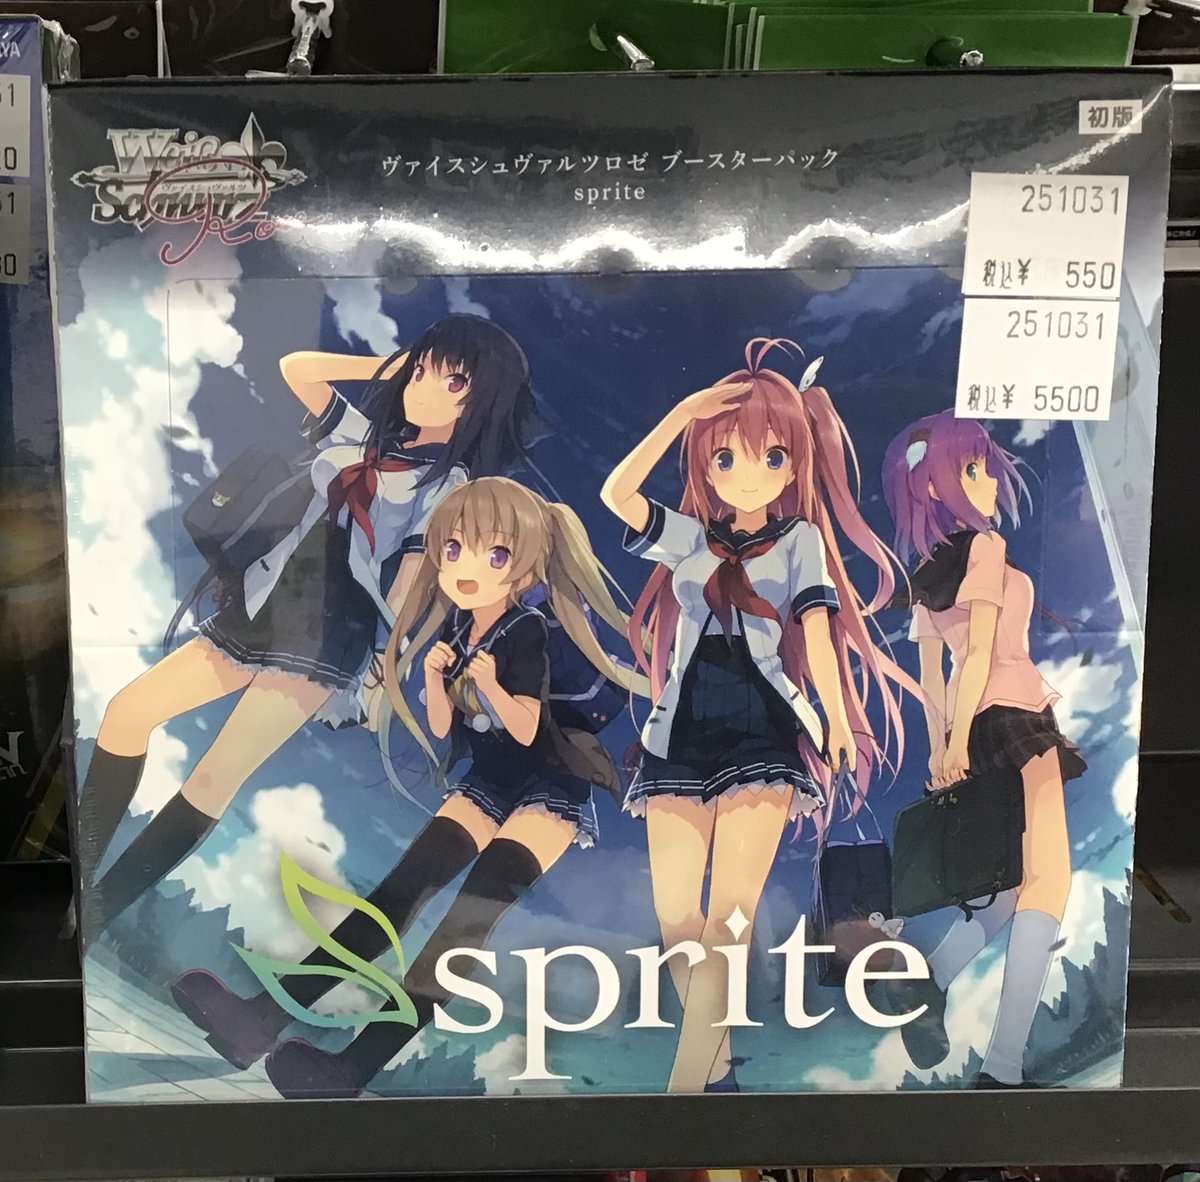 AYA
初版
Weiß
Schwarz
ヴァイスシュヴァルツ
Rose
ヴァイスシュヴァルツロゼ ブースターパック
sprite
251031
税込¥ 550
251031
税込¥ 5500
sprite